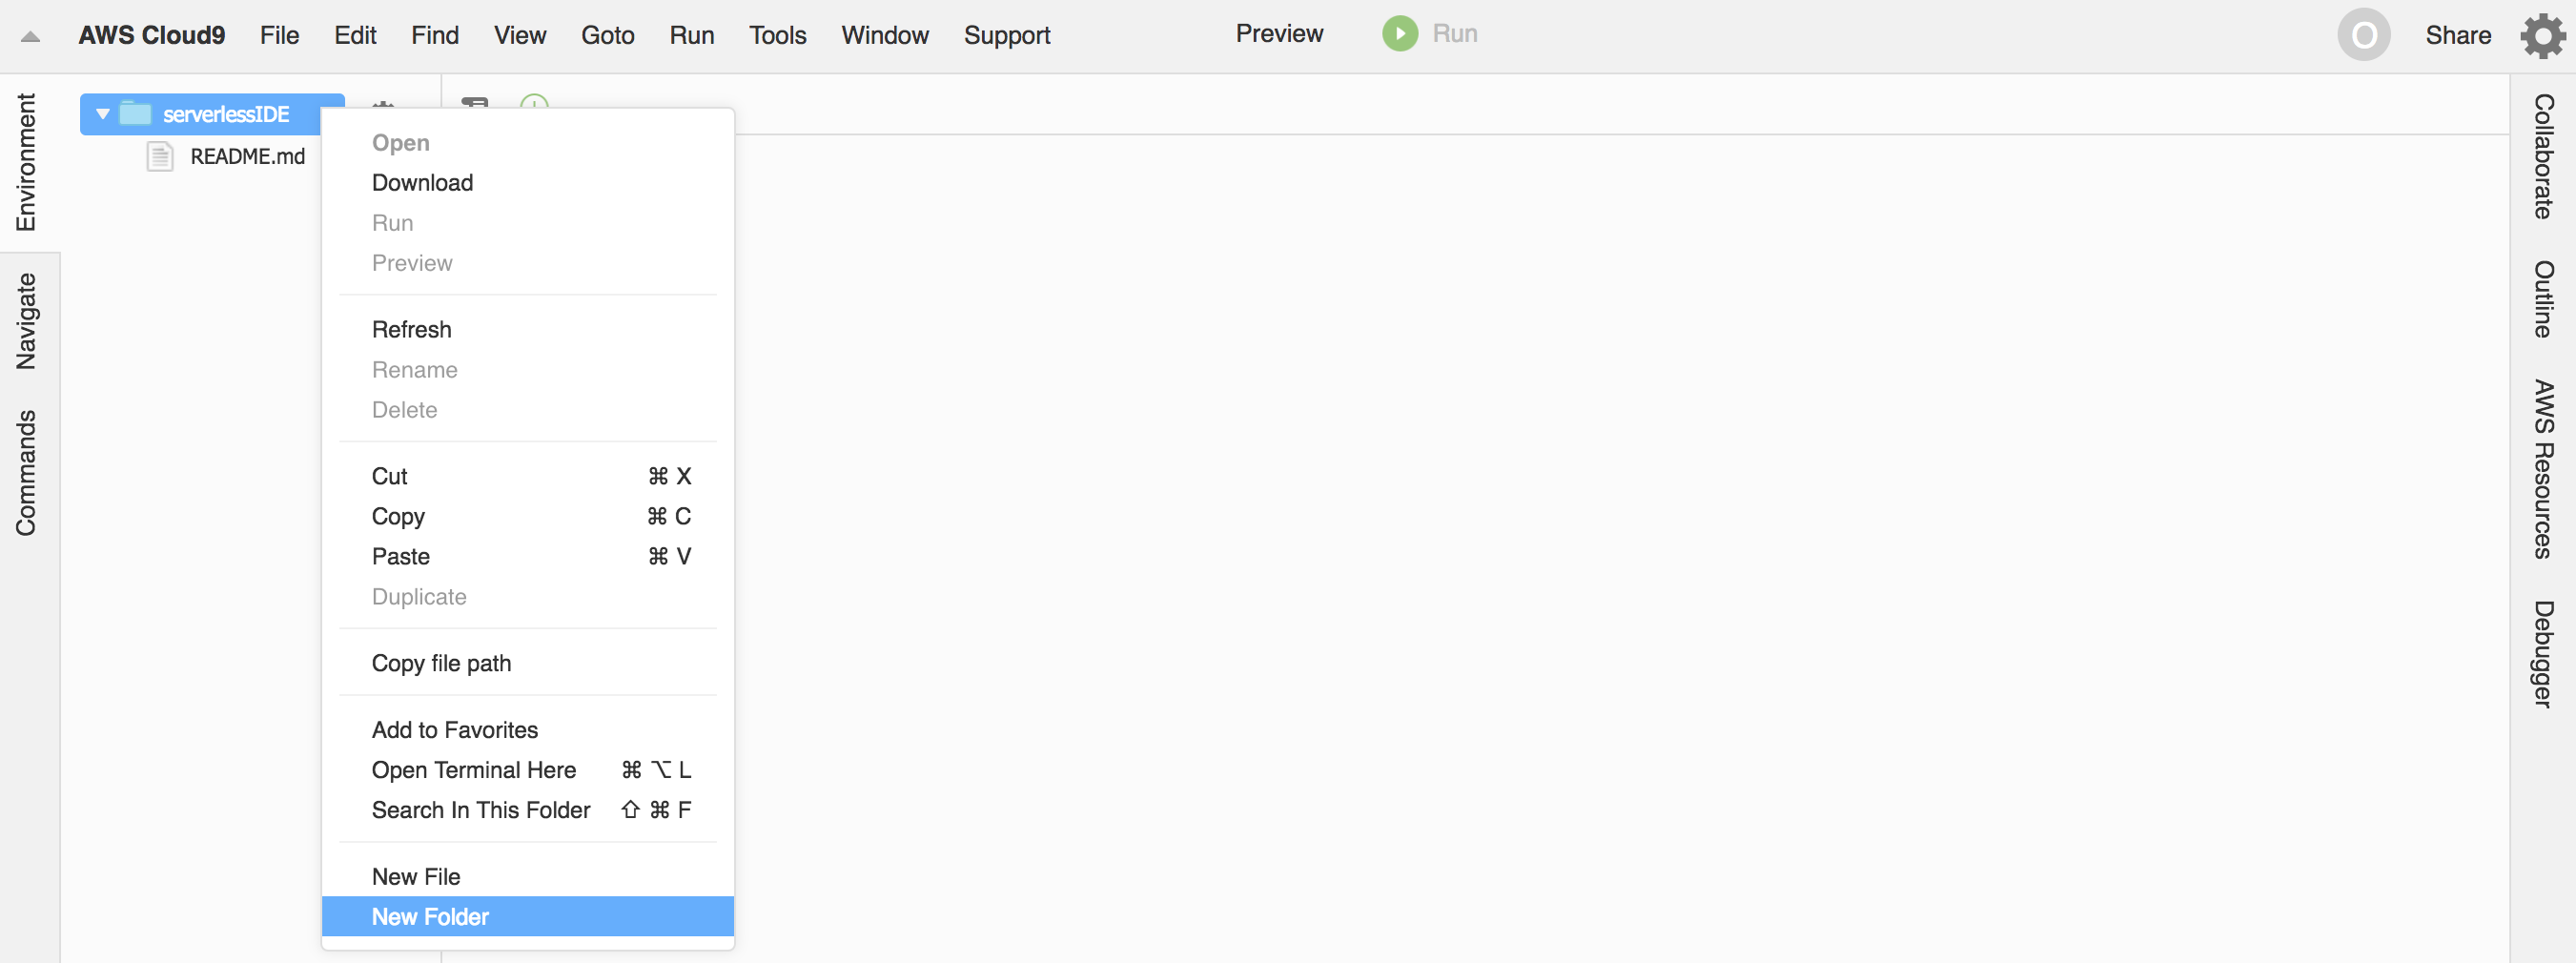 AWS Cloud9 File Edit Find View Goto Run Tools Window Support Preview Run O Share
Environment
Navigate
Commands
serverlessIDE
README.md
Open
Download
Run
Preview
Refresh
Rename
Delete
Cut ⌘ X
Copy ⌘ C
Paste ⌘ V
Duplicate
Copy file path
Add to Favorites
Open Terminal Here ⌘ ⌥ L
Search In This Folder ⇧ ⌘ F
New File
New Folder
Collaborate
Outline
AWS Resources
Debugger